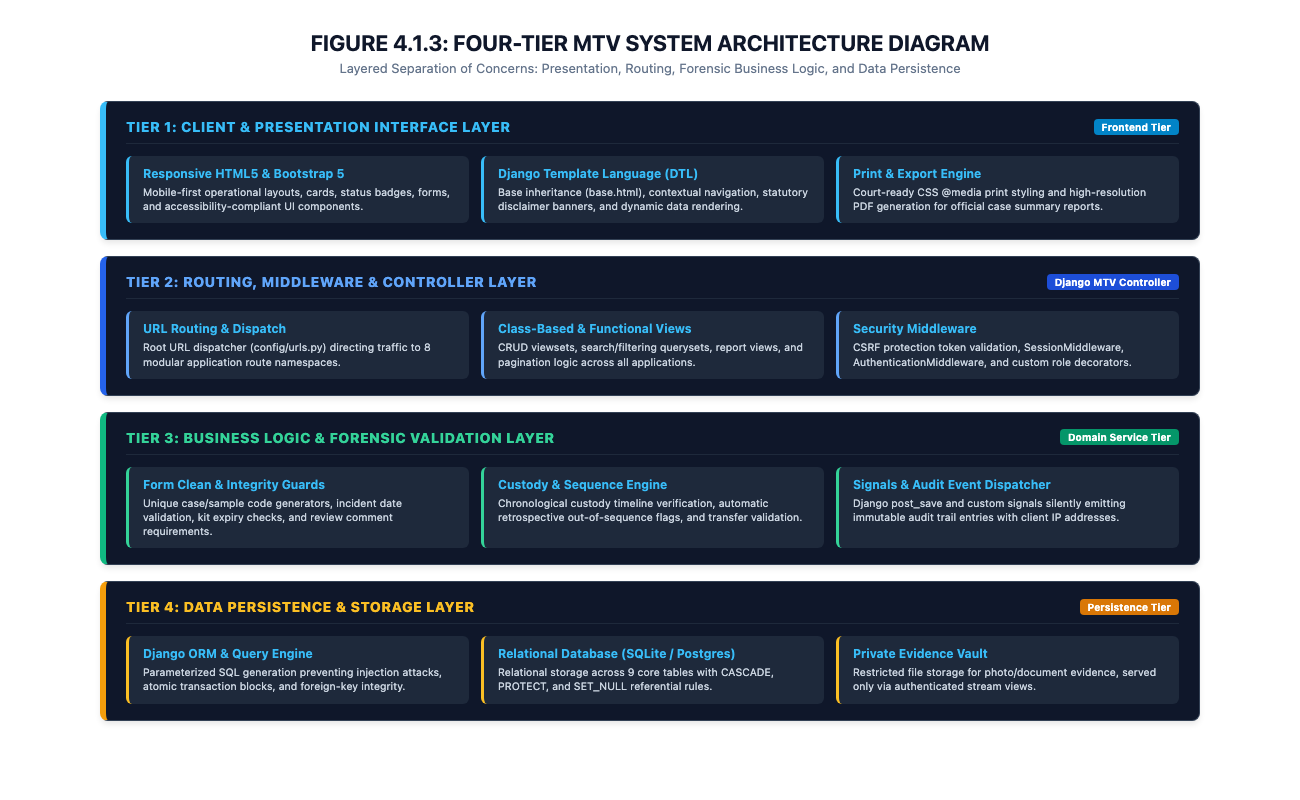 FIGURE 4.1.3: FOUR-TIER MTV SYSTEM ARCHITECTURE DIAGRAM
Layered Separation of Concerns: Presentation, Routing, Forensic Business Logic, and Data Persistence
TIER 1: CLIENT & PRESENTATION INTERFACE LAYER
Frontend Tier
Responsive HTML5 & Bootstrap 5
Mobile-first operational layouts, cards, status badges, forms,
and accessibility-compliant UI components.
Django Template Language (DTL)
Base inheritance (base.html), contextual navigation, statutory
disclaimer banners, and dynamic data rendering.
Print & Export Engine
Court-ready CSS @media print styling and high-resolution
PDF generation for official case summary reports.
TIER 2: ROUTING, MIDDLEWARE & CONTROLLER LAYER
Django MTV Controller
URL Routing & Dispatch
Root URL dispatcher (config/urls.py) directing traffic to 8
modular application route namespaces.
Class-Based & Functional Views
CRUD viewsets, search/filtering querysets, report views, and
pagination logic across all applications.
Security Middleware
CSRF protection token validation, SessionMiddleware,
AuthenticationMiddleware, and custom role decorators.
TIER 3: BUSINESS LOGIC & FORENSIC VALIDATION LAYER
Domain Service Tier
Form Clean & Integrity Guards
Unique case/sample code generators, incident date
validation, kit expiry checks, and review comment
requirements.
Custody & Sequence Engine
Chronological custody timeline verification, automatic
retrospective out-of-sequence flags, and transfer validation.
Signals & Audit Event Dispatcher
Django post_save and custom signals silently emitting
immutable audit trail entries with client IP addresses.
TIER 4: DATA PERSISTENCE & STORAGE LAYER
Persistence Tier
Django ORM & Query Engine
Parameterized SQL generation preventing injection attacks,
atomic transaction blocks, and foreign-key integrity.
Relational Database (SQLite / Postgres)
Relational storage across 9 core tables with CASCADE,
PROTECT, and SET_NULL referential rules.
Private Evidence Vault
Restricted file storage for photo/document evidence, served
only via authenticated stream views.